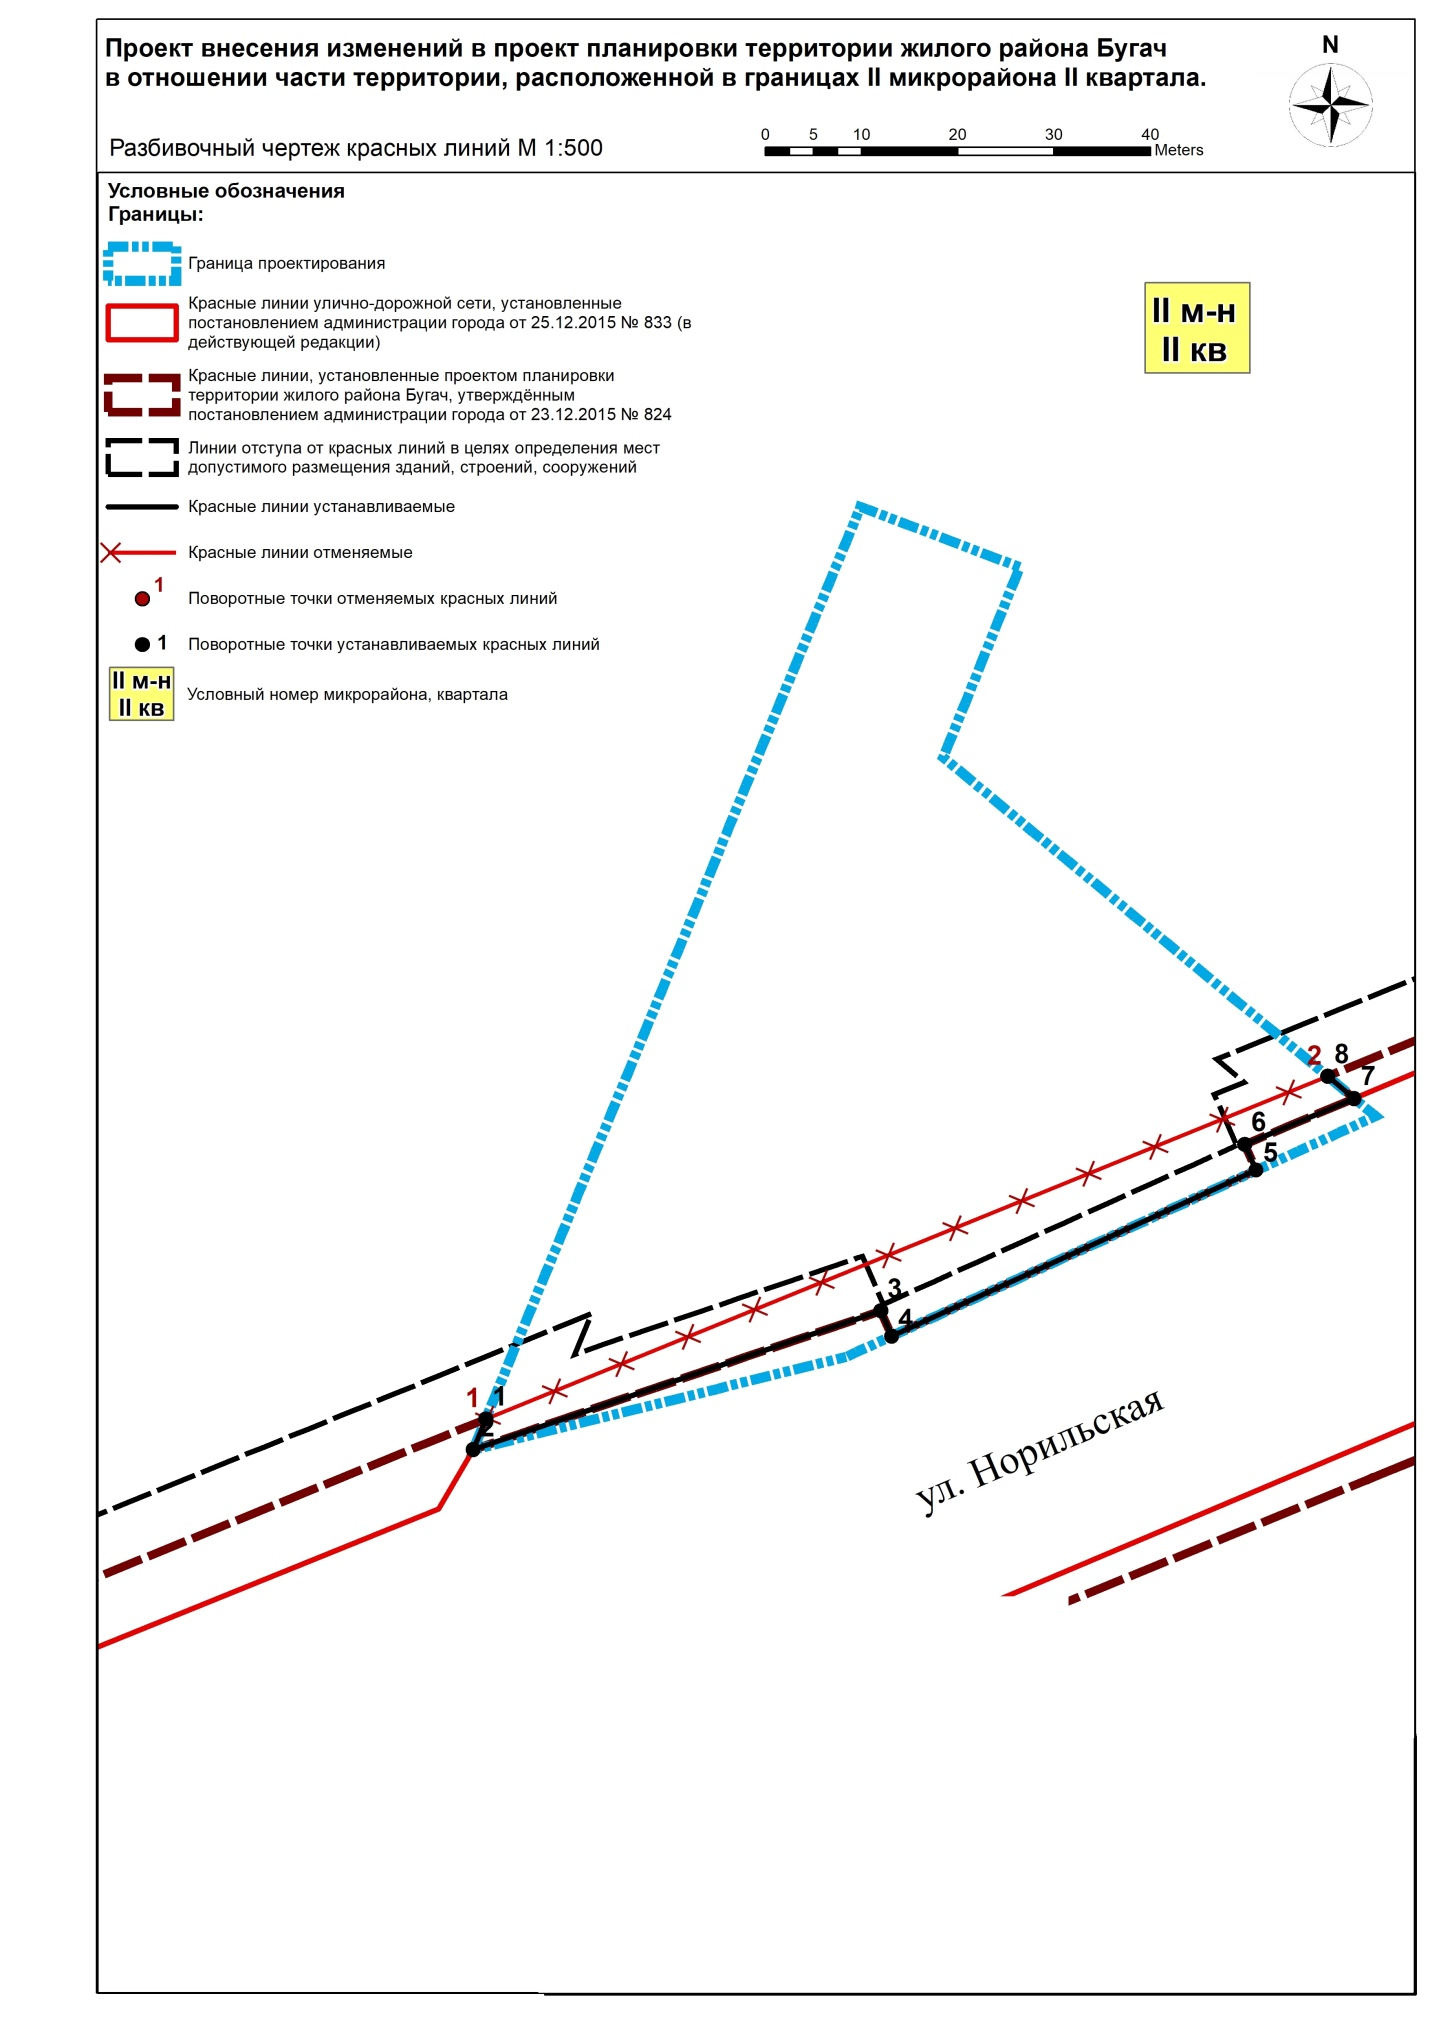 Проект внесения изменений в проект планировки территории жилого района Бугач
в отношении части территории, расположенной в границах II микрорайона II квартала.
N
Разбивочный чертеж красных линий М 1:500
0 5 10 20 30 40
Meters
Условные обозначения
Границы:
Граница проектирования
Красные линии улично-дорожной сети, установленные
постановлением администрации города от 25.12.2015 № 833 (в
действующей редакции)
Красные линии, установленные проектом планировки
территории жилого района Бугач, утверждённым
постановлением администрации города от 23.12.2015 № 824
Линии отступа от красных линий в целях определения мест
допустимого размещения зданий, строений, сооружений
Красные линии устанавливаемые
Красные линии отменяемые
1
Поворотные точки отменяемых красных линий
1
Поворотные точки устанавливаемых красных линий
II м-н
II кв
Условный номер микрорайона, квартала
II м-н
II кв
2 8
7
6
5
3
4
1 1
2
ул. Норильская